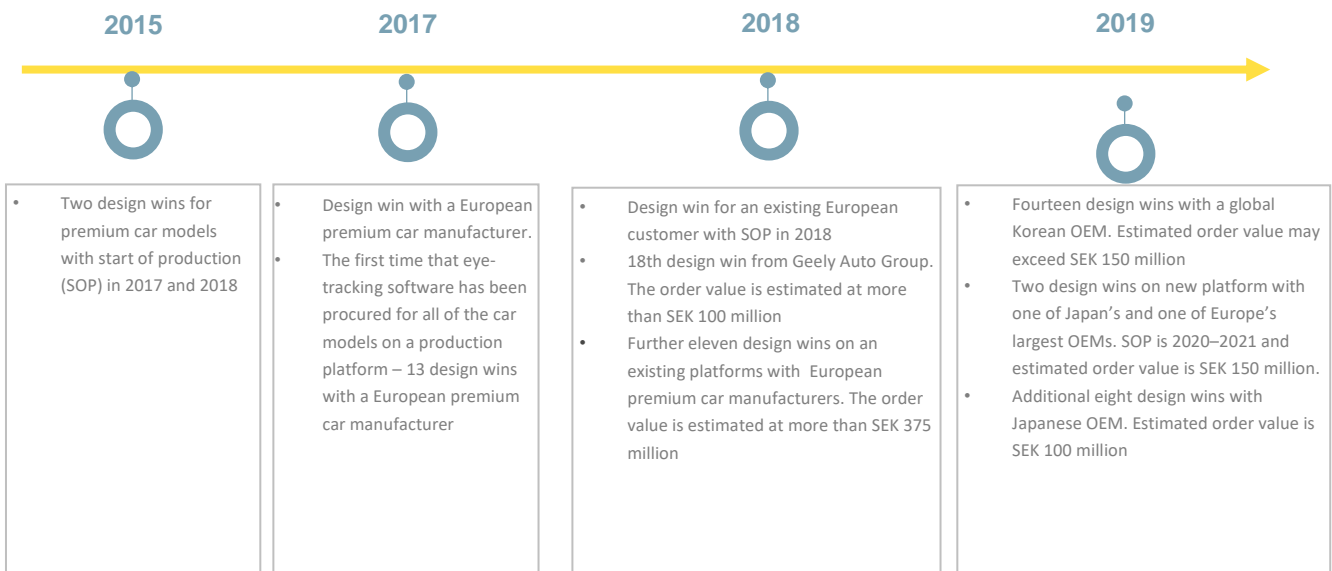 2015
2017
2018
2019
• Two design wins for
premium car models
with start of production
(SOP) in 2017 and 2018
• Design win with a European
premium car manufacturer.
• The first time that eye-
tracking software has been
procured for all of the car
models on a production
platform – 13 design wins
with a European premium
car manufacturer
• Design win for an existing European
customer with SOP in 2018
• 18th design win from Geely Auto Group.
The order value is estimated at more
than SEK 100 million
• Further eleven design wins on an
existing platforms with European
premium car manufacturers. The order
value is estimated at more than SEK 375
million
• Fourteen design wins with a global
Korean OEM. Estimated order value may
exceed SEK 150 million
• Two design wins on new platform with
one of Japan’s and one of Europe’s
largest OEMs. SOP is 2020–2021 and
estimated order value is SEK 150 million.
• Additional eight design wins with
Japanese OEM. Estimated order value is
SEK 100 million